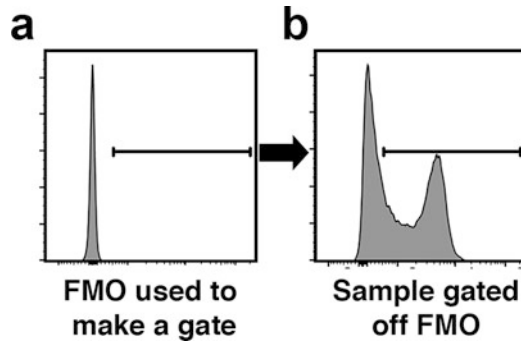 a
b
FMO used to
make a gate
Sample gated
off FMO